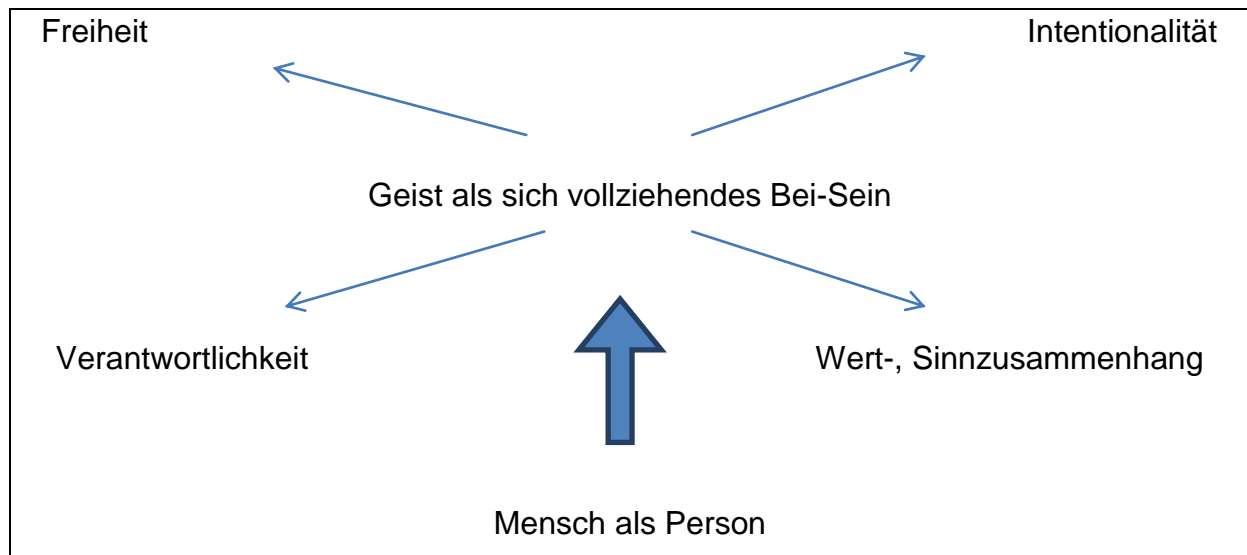 Freiheit
Intentionalität
Geist als sich vollziehendes Bei-Sein
Verantwortlichkeit
Wert-, Sinnzusammenhang
Mensch als Person